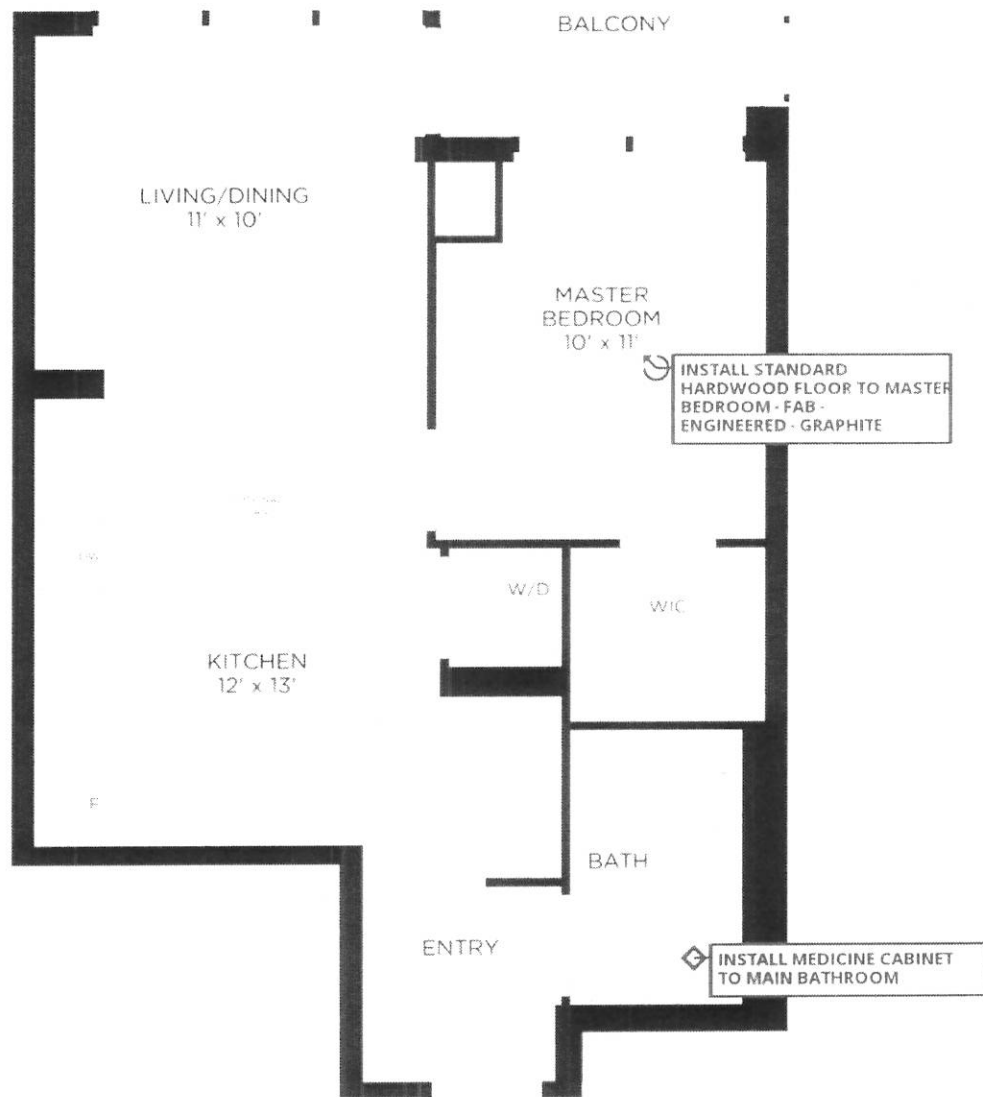 BALCONY
LIVING/DINING
11' x 10'
MASTER
BEDROOM
10' x 11'
INSTALL STANDARD
HARDWOOD FLOOR TO MASTER
BEDROOM - FAB -
ENGINEERED - GRAPHITE
W/D
WIC
KITCHEN
12' x 13'
F
BATH
ENTRY
INSTALL MEDICINE CABINET
TO MAIN BATHROOM